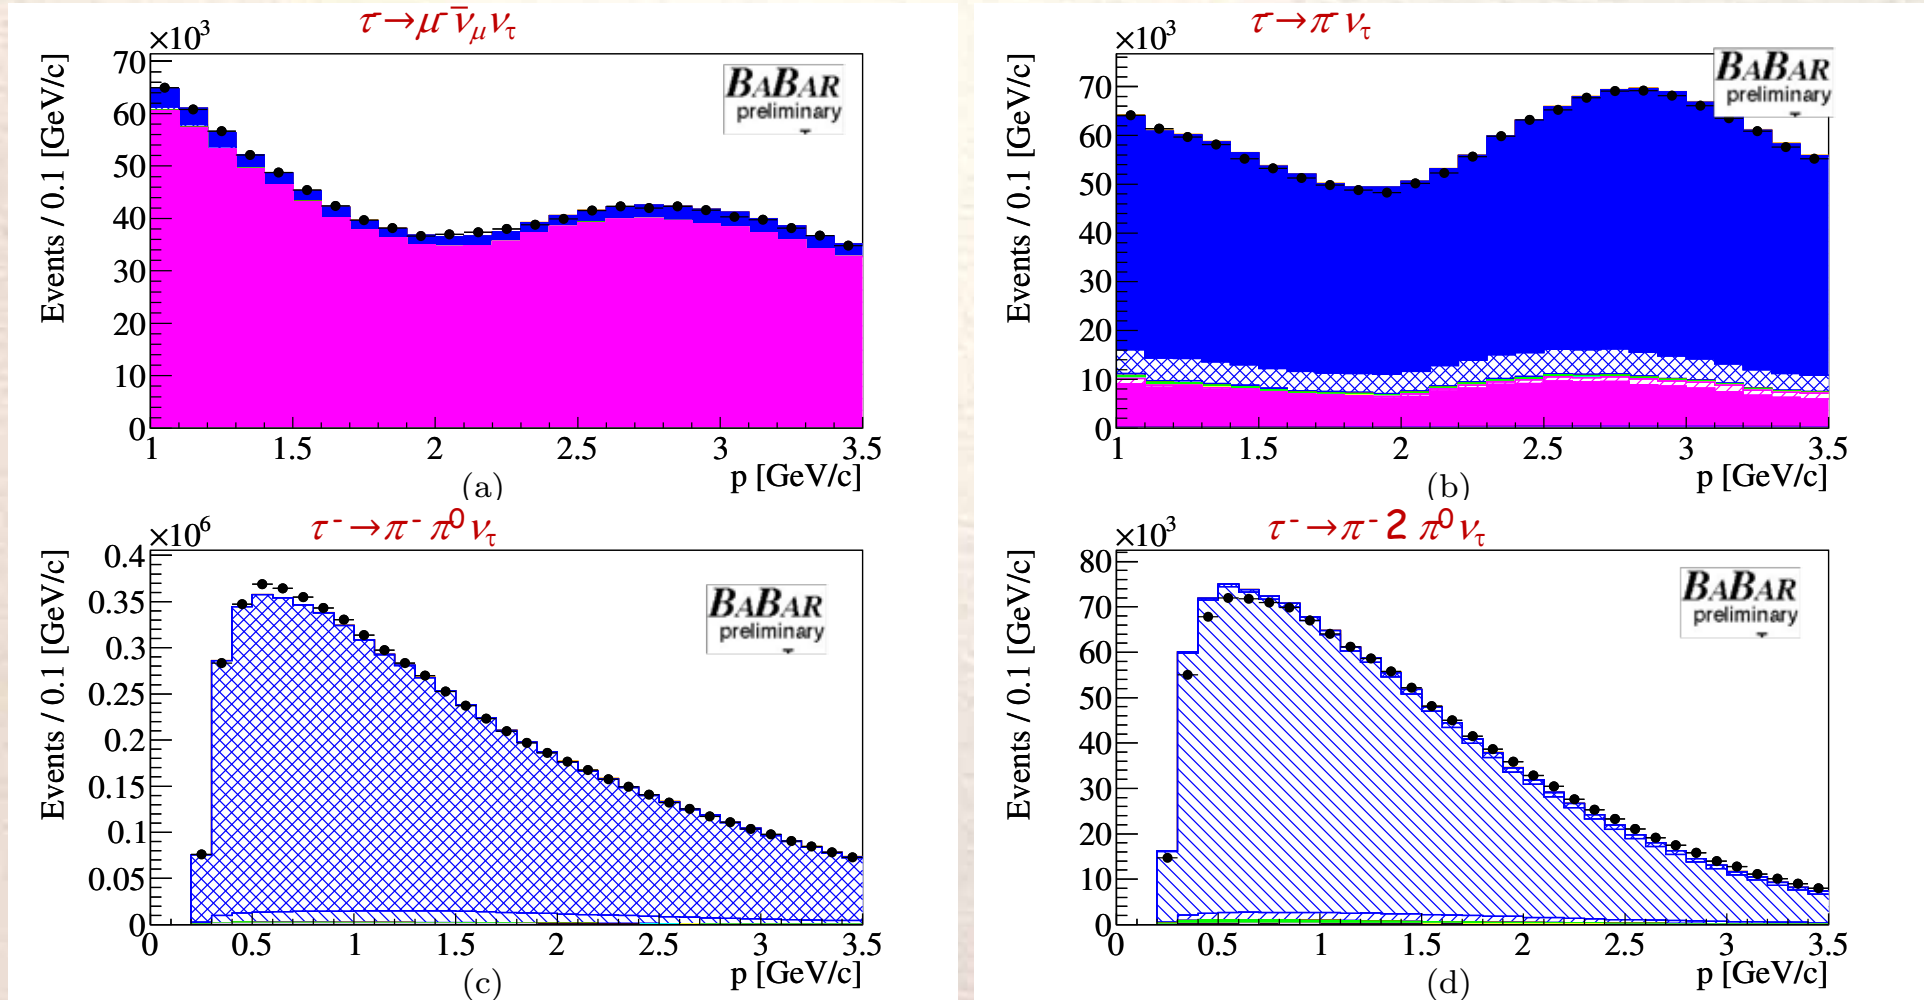 τ⁻→μ⁻ν̄μντ
×10³
Events / 0.1 [GeV/c]
70
60
50
40
30
20
10
0
1 1.5 2 2.5 3 3.5
p [GeV/c]
BABAR
preliminary
(a)
τ⁻→π⁻ντ
×10³
Events / 0.1 [GeV/c]
70
60
50
40
30
20
10
0
1 1.5 2 2.5 3 3.5
p [GeV/c]
BABAR
preliminary
(b)
τ⁻→π⁻π⁰ντ
×10⁶
Events / 0.1 [GeV/c]
0.4
0.35
0.3
0.25
0.2
0.15
0.1
0.05
0
0 0.5 1 1.5 2 2.5 3 3.5
p [GeV/c]
BABAR
preliminary
(c)
τ⁻→π⁻2π⁰ντ
×10³
Events / 0.1 [GeV/c]
80
70
60
50
40
30
20
10
0
0 0.5 1 1.5 2 2.5 3 3.5
p [GeV/c]
BABAR
preliminary
(d)